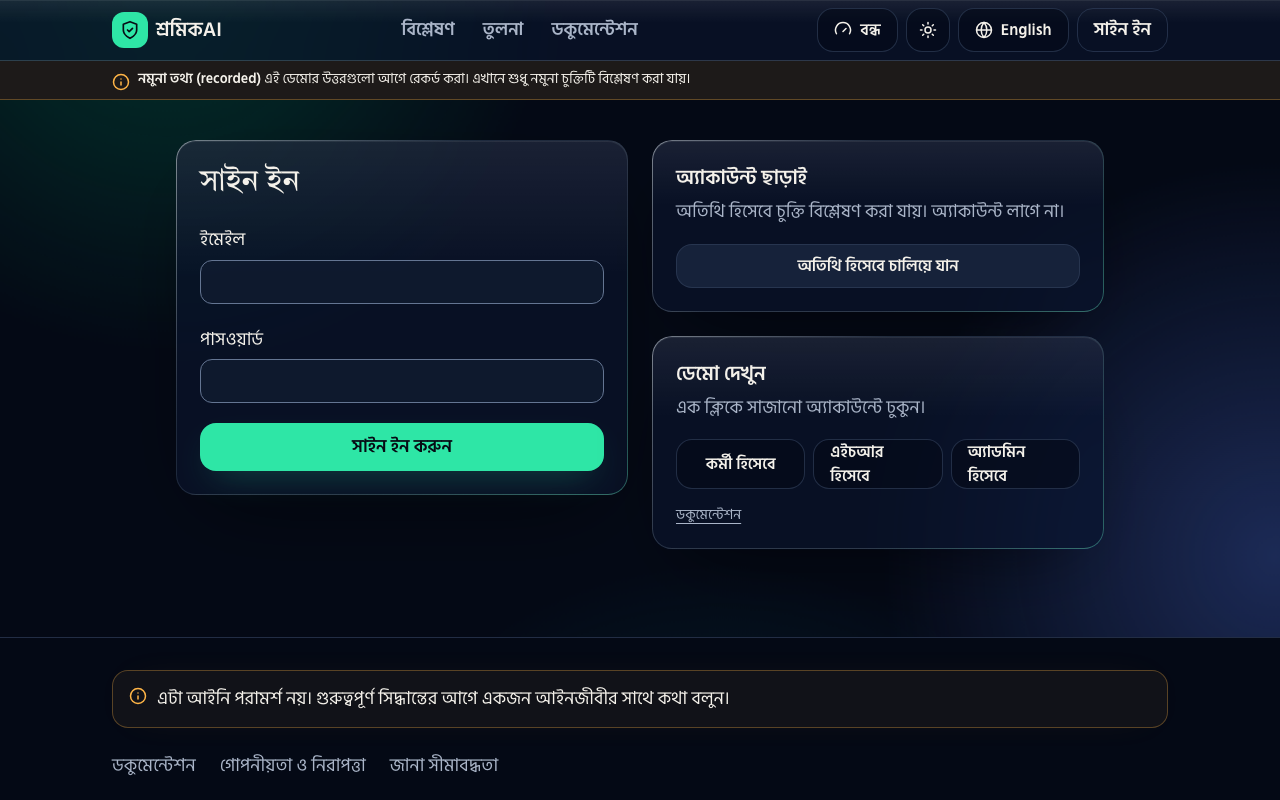 শ্রমিকAI
বিশ্লেষণ
তুলনা
ডকুমেন্টেশন
বন্ধ
English
সাইন ইন
নমুনা তথ্য (recorded) এই ডেমোর উত্তরগুলো আগে রেকর্ড করা। এখানে শুধু নমুনা চুক্তিটি বিশ্লেষণ করা যায়।
সাইন ইন
ইমেইল
পাসওয়ার্ড
সাইন ইন করুন
অ্যাকাউন্ট ছাড়াই
অতিথি হিসেবে চুক্তি বিশ্লেষণ করা যায়। অ্যাকাউন্ট লাগে না।
অতিথি হিসেবে চালিয়ে যান
ডেমো দেখুন
এক ক্লিকে সাজানো অ্যাকাউন্টে ঢুকুন।
কর্মী হিসেবে
এইচআর
হিসেবে
অ্যাডমিন
হিসেবে
ডকুমেন্টেশন
এটা আইনি পরামর্শ নয়। গুরুত্বপূর্ণ সিদ্ধান্তের আগে একজন আইনজীবীর সাথে কথা বলুন।
ডকুমেন্টেশন
গোপনীয়তা ও নিরাপত্তা
জানা সীমাবদ্ধতা